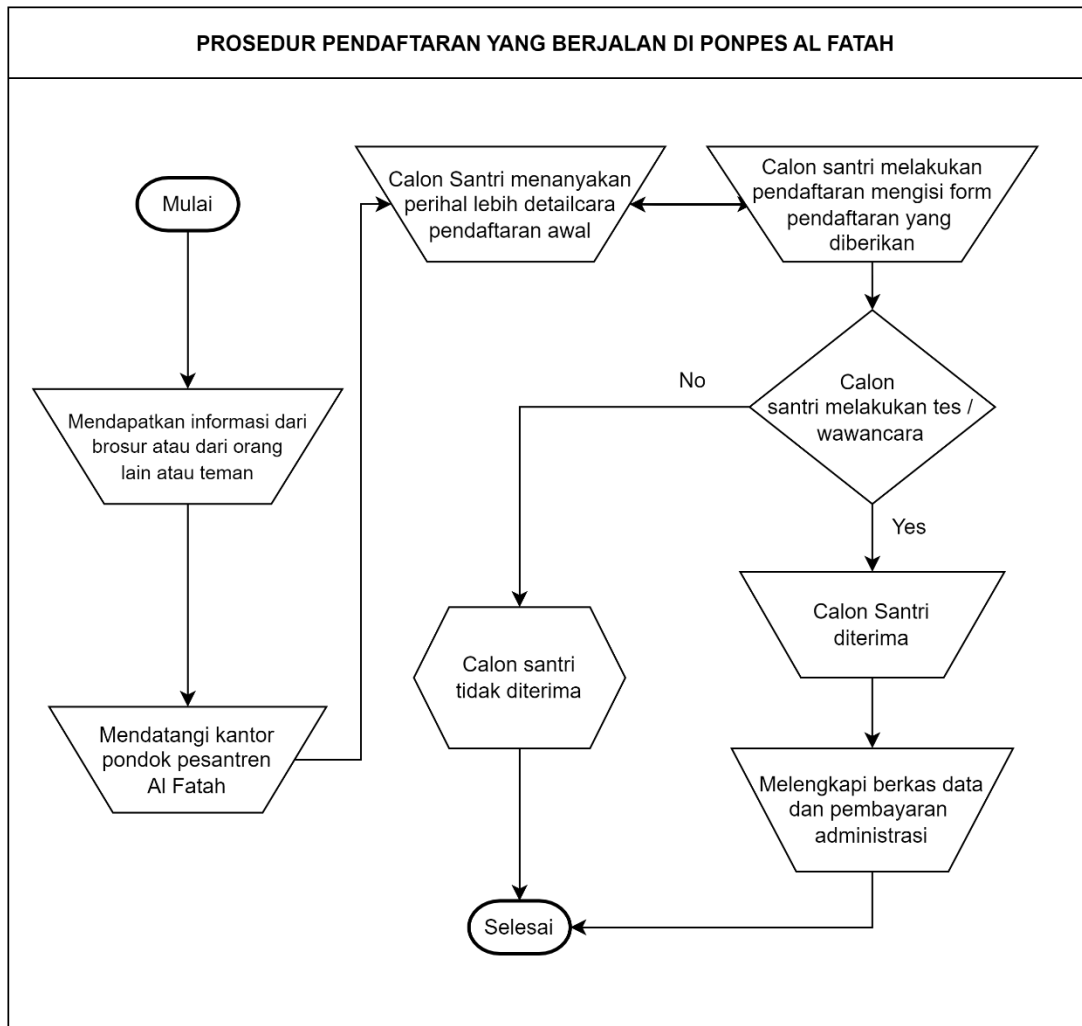 PROSEDUR PENDAFTARAN YANG BERJALAN DI PONPES AL FATAH
Mulai
Mendapatkan informasi dari
brosur atau dari orang
lain atau teman
Mendatangi kantor
pondok pesantren
Al Fatah
Calon Santri menanyakan
perihal lebih detailcara
pendaftaran awal
Calon santri melakukan
pendaftaran mengisi form
pendaftaran yang
diberikan
Calon
santri melakukan tes /
wawancara
No
Yes
Calon santri
tidak diterima
Calon Santri
diterima
Melengkapi berkas data
dan pembayaran
administrasi
Selesai